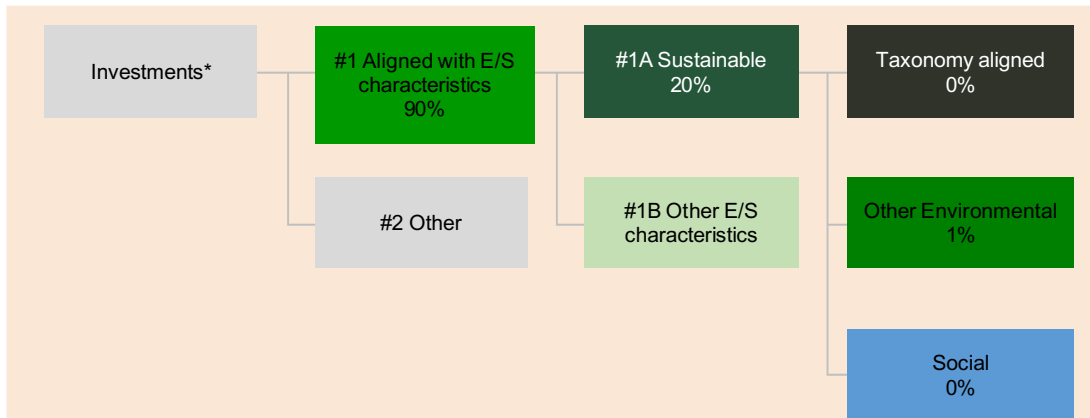 Investments*
#1 Aligned with E/S
characteristics
90%
#1A Sustainable
20%
Taxonomy aligned
0%
#2 Other
#1B Other E/S
characteristics
Other Environmental
1%
Social
0%